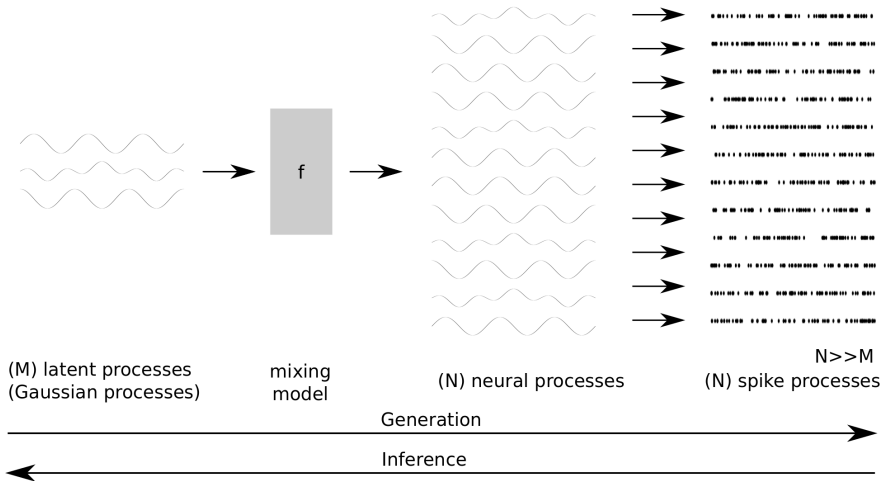 f
N>>M
(M) latent processes
(Gaussian processes)
mixing
model
(N) neural processes
(N) spike processes
Generation
Inference